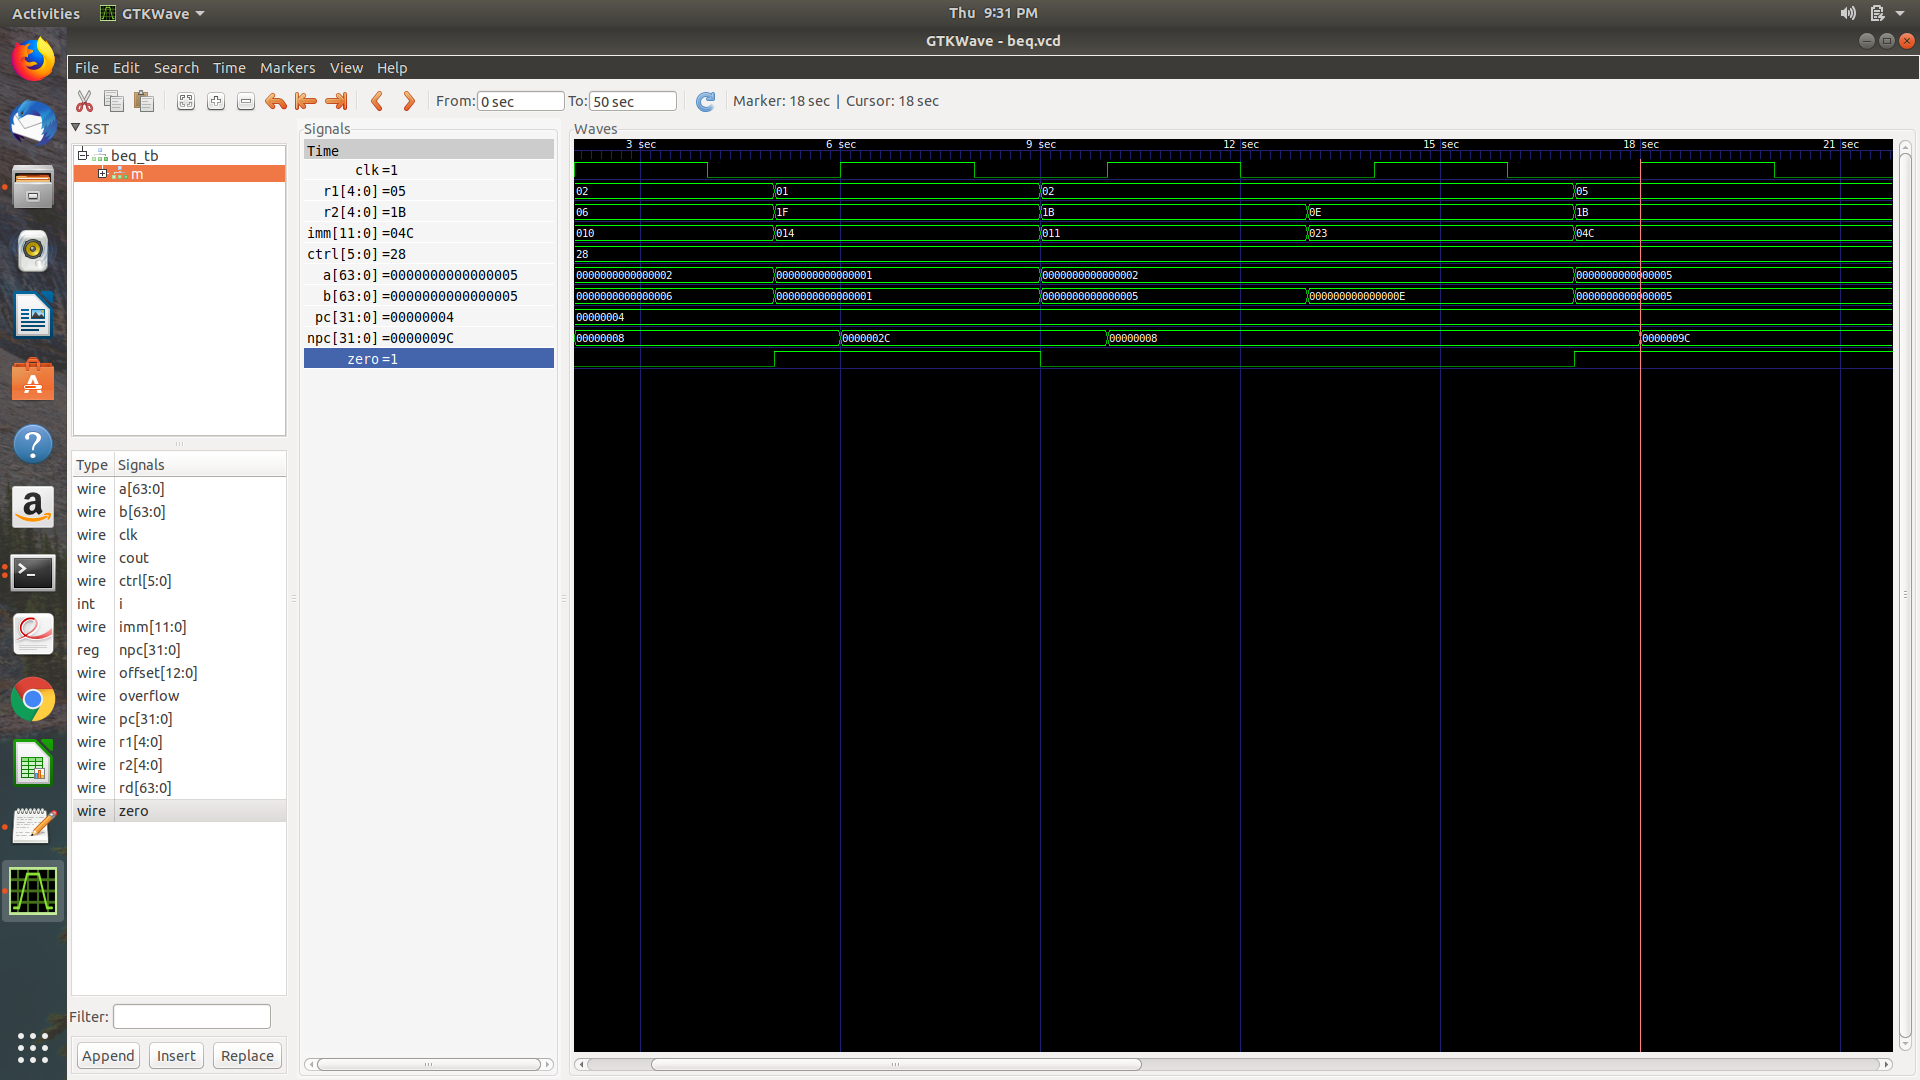 Activities GTKWave Thu 9:31 PM
GTKWave - beq.vcd
File Edit Search Time Markers View Help
From: 0 sec To: 50 sec Marker: 18 sec | Cursor: 18 sec
SST
beq_tb
m
Type Signals
wire a[63:0]
wire b[63:0]
wire clk
wire cout
wire ctrl[5:0]
int i
wire imm[11:0]
reg npc[31:0]
wire offset[12:0]
wire overflow
wire pc[31:0]
wire r1[4:0]
wire r2[4:0]
wire rd[63:0]
wire zero
Filter:
Append Insert Replace
Signals
Time
clk=1
r1[4:0]=05
r2[4:0]=1B
imm[11:0]=04C
ctrl[5:0]=28
a[63:0]=0000000000000005
b[63:0]=0000000000000005
pc[31:0]=00000004
npc[31:0]=0000009C
zero=1
Waves
3 sec 6 sec 9 sec 12 sec 15 sec 18 sec 21 sec
02 01 02 05
06 1F 1B 0E 1B
010 014 011 023 04C
28
0000000000000002 0000000000000001 0000000000000002 0000000000000005
0000000000000006 0000000000000001 0000000000000005 000000000000000E 0000000000000005
00000004
00000008 0000002C 00000008 0000009C